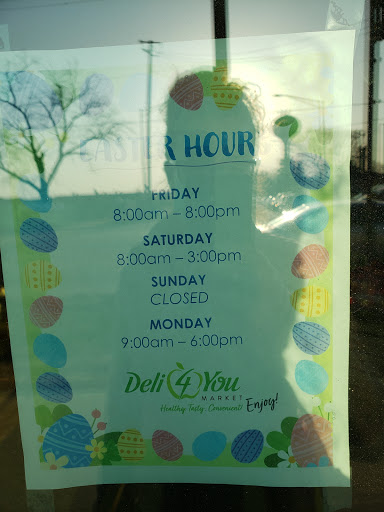 EASTER HOUR
FRIDAY
8:00am – 8:00pm
SATURDAY
8:00am – 3:00pm
SUNDAY
CLOSED
MONDAY
9:00am – 6:00pm
Deli 4 You
MARKET
Healthy. Tasty. Convenient! Enjoy!